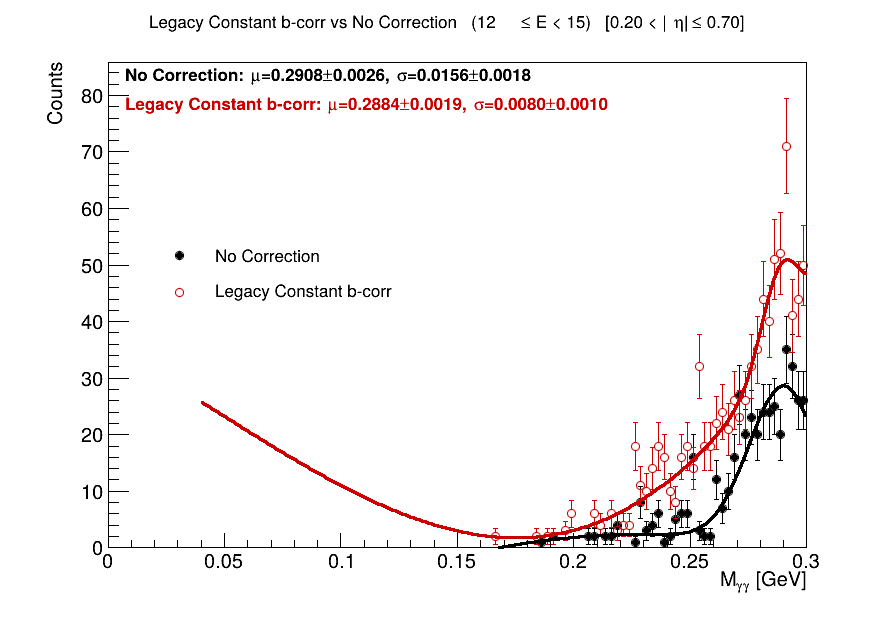 Legacy Constant b-corr vs No Correction (12 ≤ E < 15) [0.20 < | η| ≤ 0.70]
No Correction: μ=0.2908±0.0026, σ=0.0156±0.0018
Legacy Constant b-corr: μ=0.2884±0.0019, σ=0.0080±0.0010
Counts
80
70
60
50
40
30
20
10
0
No Correction
Legacy Constant b-corr
0 0.05 0.1 0.15 0.2 0.25 0.3
Mγγ [GeV]